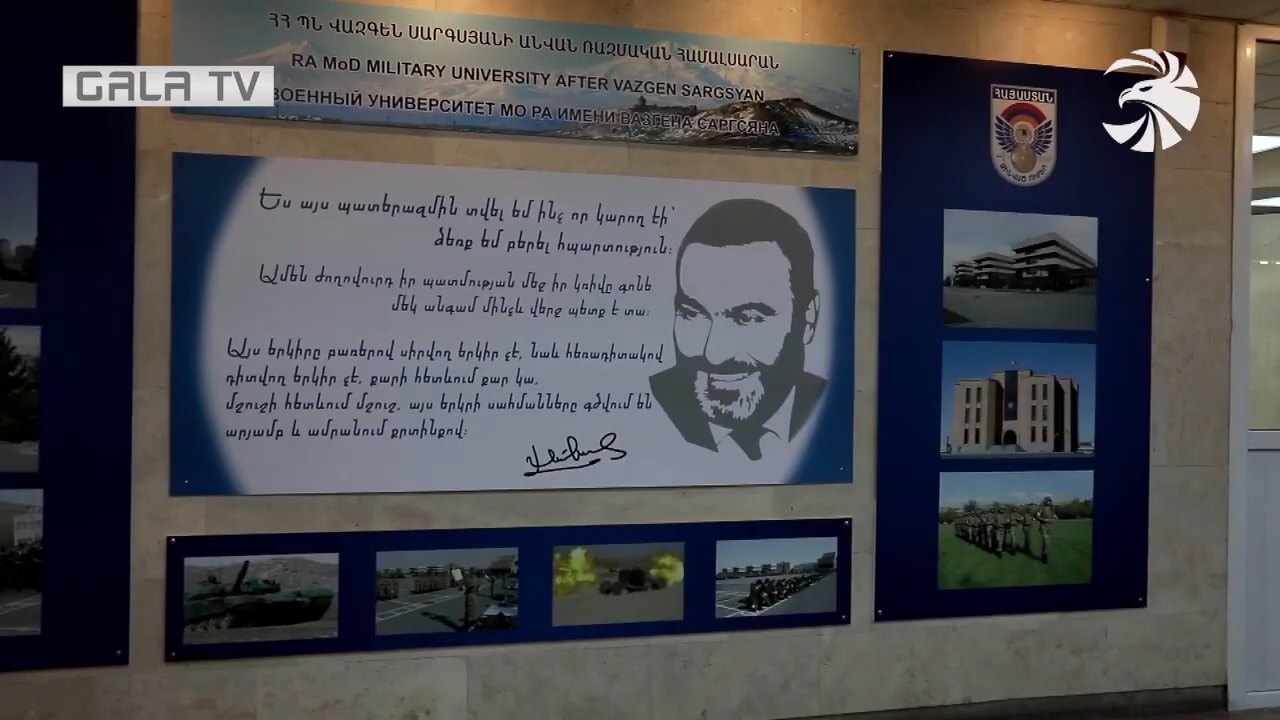 GALA TV
ՀՀ ՊՆ ՎԱԶԳԵՆ ՍԱՐԳՍՅԱՆԻ ԱՆՎԱՆ ՌԱԶՄԱԿԱՆ ՀԱՄԱԼՍԱՐԱՆ
RA MoD MILITARY UNIVERSITY AFTER VAZGEN SARGSYAN
ВОЕННЫЙ УНИВЕРСИТЕТ МО РА ИМЕНИ ВАЗГЕНА САРГСЯНА
Ես այս պատերազմին տվել եմ ինչ որ կարող էի՝
ձեռք եմ բերել հպարտություն։
Ամեն ժողովուրդ իր պատմության մեջ իր կռիվը գոնե
մեկ անգամ մինչև վերջ պետք է տա։
Այս երկիրը բառերով սիրվող երկիր չէ, նաև հեռադիտակով
դիտվող երկիր չէ, քարի հետևում քար կա,
մշուշի հետևում մշուշ, այս երկրի սահմանները գծվում են
արյամբ և ամրանում քրտինքով։
ՀԱՅԱՍՏԱՆ
ԶԻՆՎԱԾ ՈՒԺԵՐ